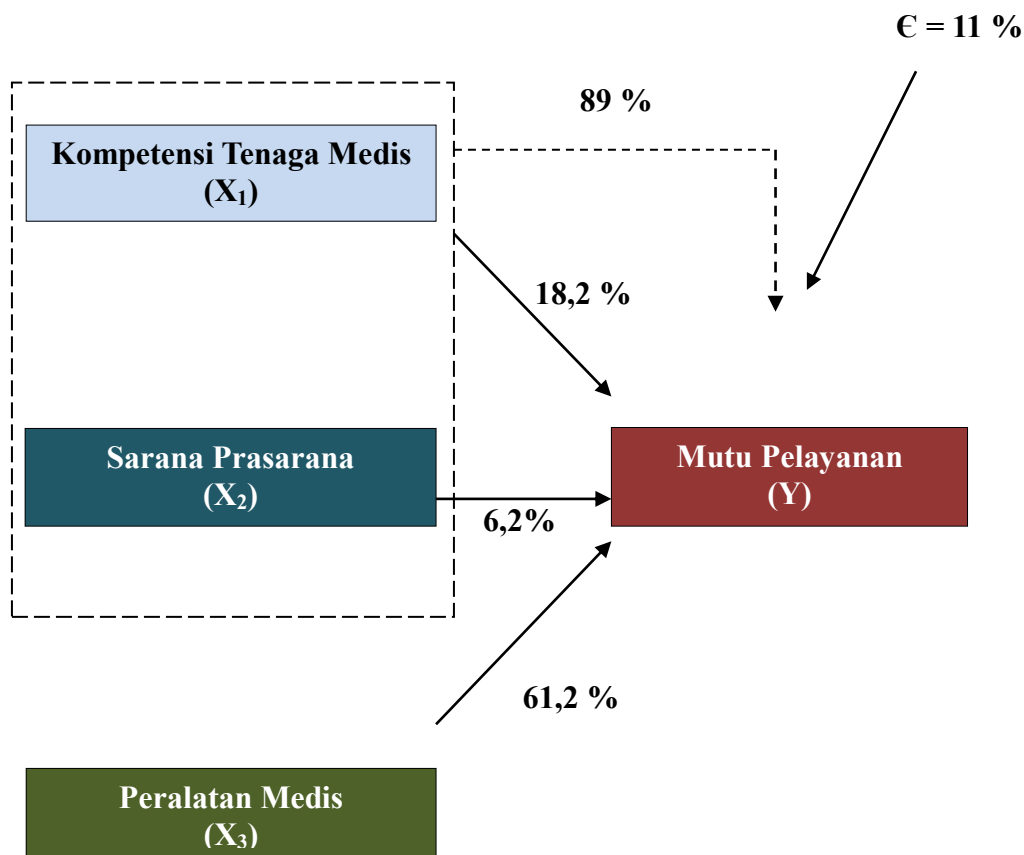 Є = 11 %
89 %
Kompetensi Tenaga Medis
(X₁)
18,2 %
Sarana Prasarana
(X₂)
Mutu Pelayanan
(Y)
6,2%
61,2 %
Peralatan Medis
(X₃)